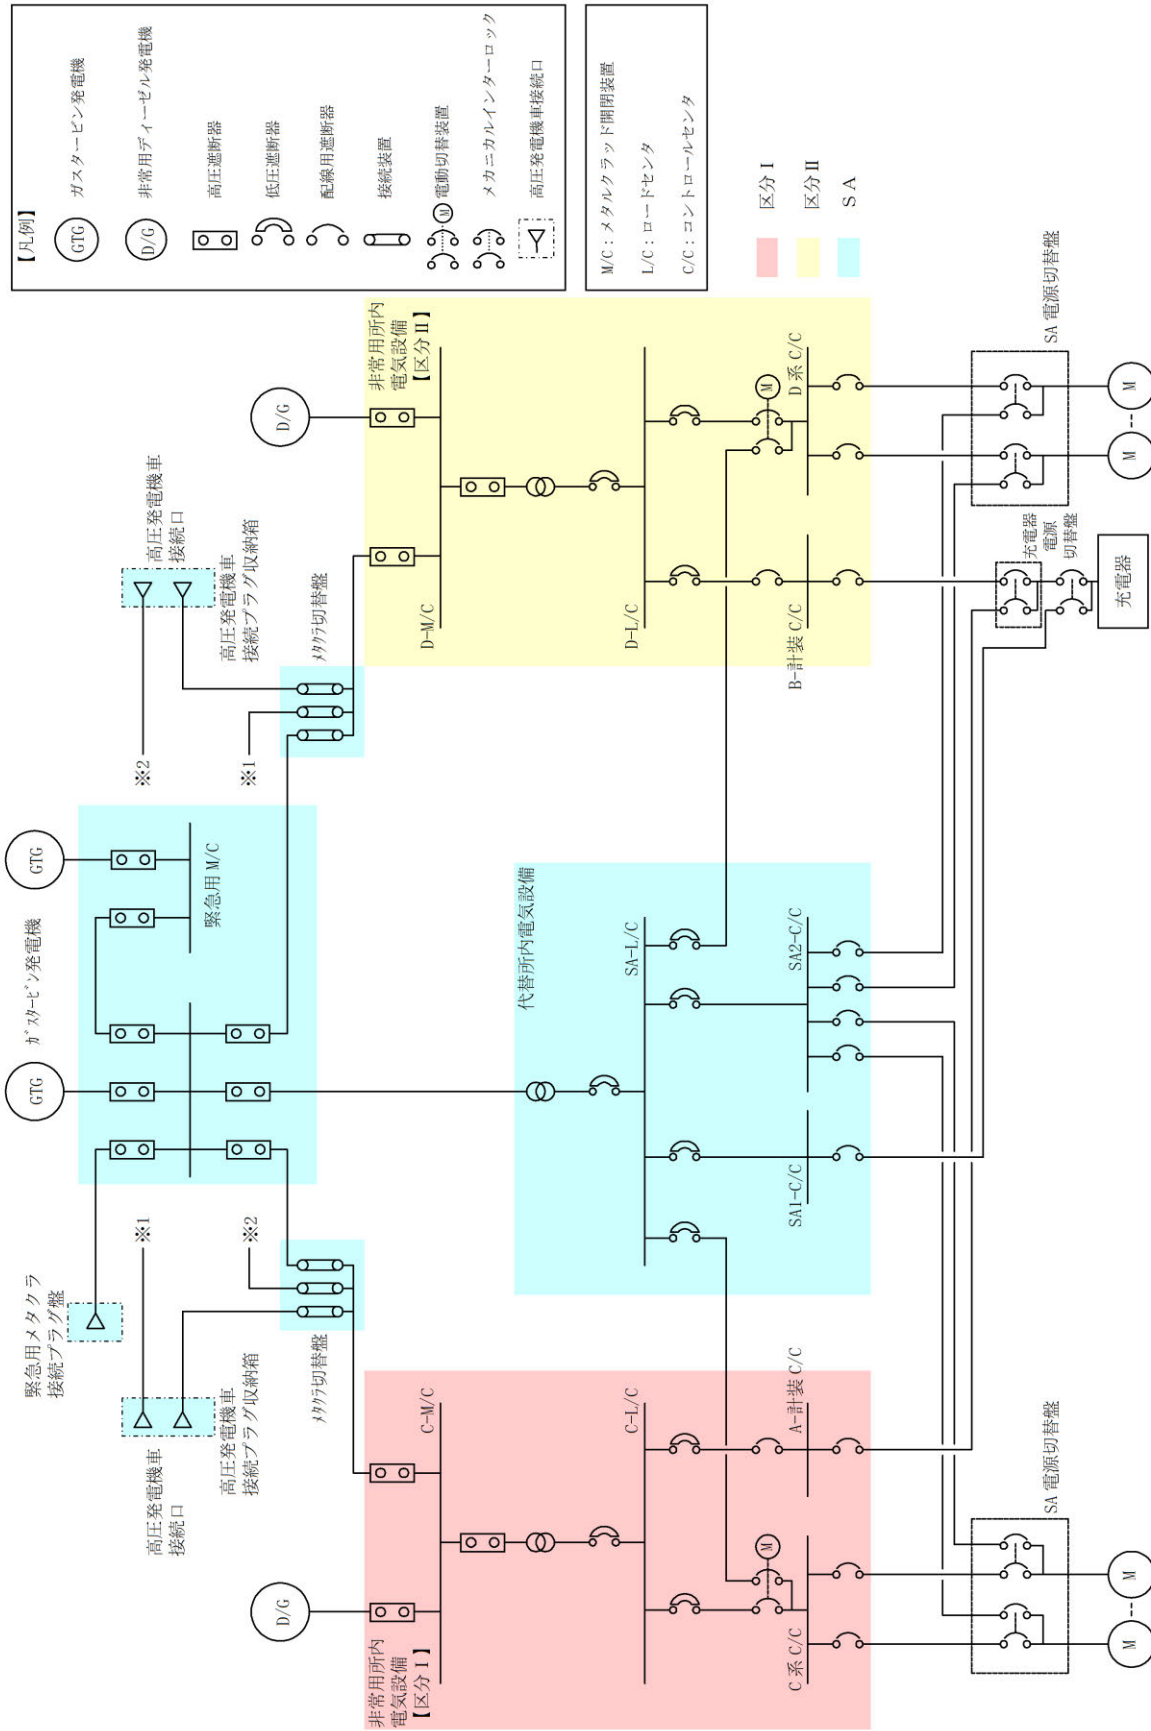 【凡例】
GTG
ガスタービン発電機
D/G
非常用ディーゼル発電機
高圧遮断器
低圧遮断器
配線用遮断器
接続装置
M
電動切替装置
メカニカルインターロック
高圧発電機車接続口
M/C：メタルクラッド開閉装置
L/C：ロードセンタ
C/C：コントロールセンタ
区分Ⅰ
区分Ⅱ
ＳＡ
緊急用メタクラ
接続プラグ盤
GTG
ｶﾞｽﾀｰﾋﾞﾝ発電機
GTG
緊急用 M/C
高圧発電機車
接続口
※1
高圧発電機車
接続プラグ収納箱
※2
ﾒﾀｸﾗ切替盤
※2
※1
高圧発電機車
接続口
高圧発電機車
接続プラグ収納箱
ﾒﾀｸﾗ切替盤
D/G
非常用所内
電気設備
【区分Ⅰ】
C-M/C
C-L/C
M
C 系 C/C
A-計装 C/C
代替所内電気設備
SA-L/C
SA1-C/C
SA2-C/C
D/G
非常用所内
電気設備
【区分Ⅱ】
D-M/C
D-L/C
M
B-計装 C/C
D 系 C/C
SA 電源切替盤
M
M
充電器
電源
切替盤
充電器
SA 電源切替盤
M
M